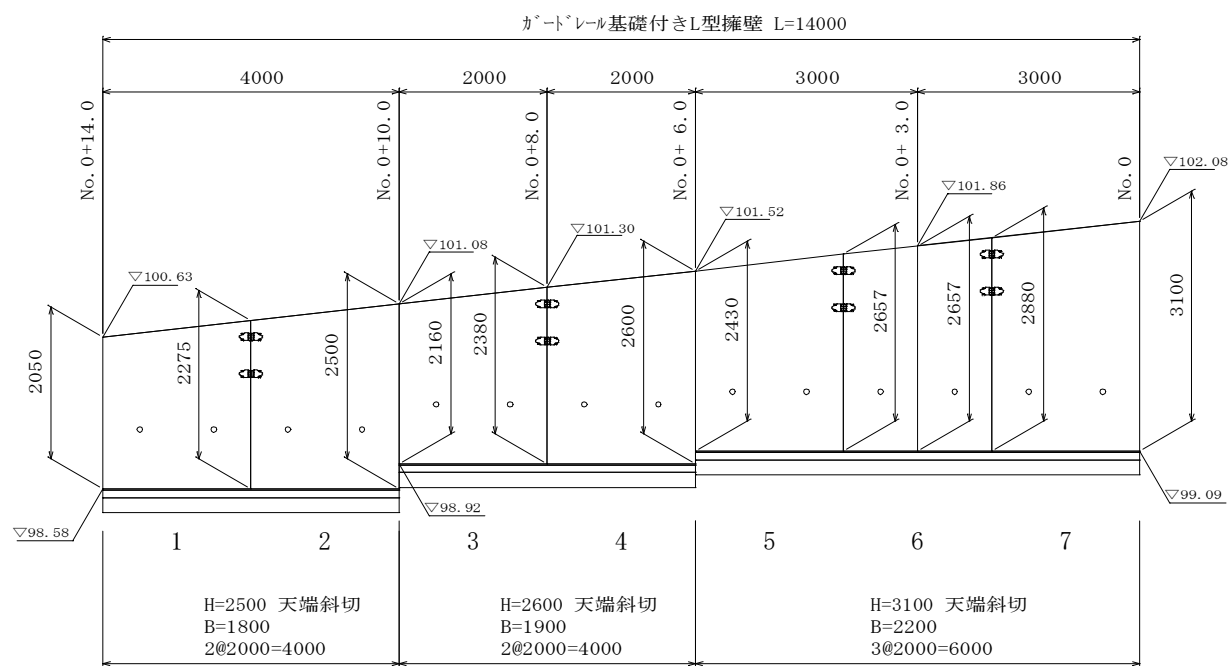 ガードレール基礎付きL型擁壁 L=14000
4000
2000
2000
3000
3000
No. 0+14. 0
No. 0+10. 0
No. 0+8. 0
No. 0+ 6. 0
No. 0+ 3. 0
No. 0
▽102. 08
▽101. 86
▽101. 52
▽101. 30
▽101. 08
▽100. 63
2050
2275
2500
2160
2380
2600
2430
2657
2657
2880
3100
▽98. 58
▽98. 92
▽99. 09
1
2
3
4
5
6
7
H=2500 天端斜切
B=1800
2@2000=4000
H=2600 天端斜切
B=1900
2@2000=4000
H=3100 天端斜切
B=2200
3@2000=6000